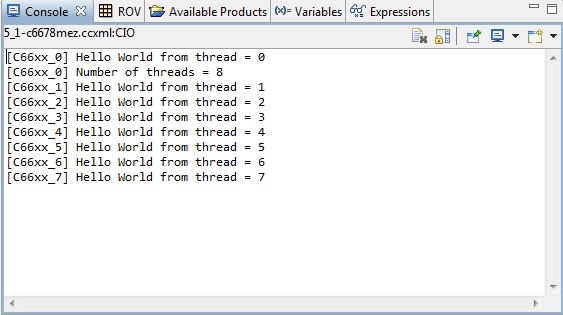 Console ROV Available Products Variables Expressions
5_1-c6678mez.ccxml:CIO
[C66xx_0] Hello World from thread = 0
[C66xx_0] Number of threads = 8
[C66xx_1] Hello World from thread = 1
[C66xx_2] Hello World from thread = 2
[C66xx_3] Hello World from thread = 3
[C66xx_4] Hello World from thread = 4
[C66xx_5] Hello World from thread = 5
[C66xx_6] Hello World from thread = 6
[C66xx_7] Hello World from thread = 7